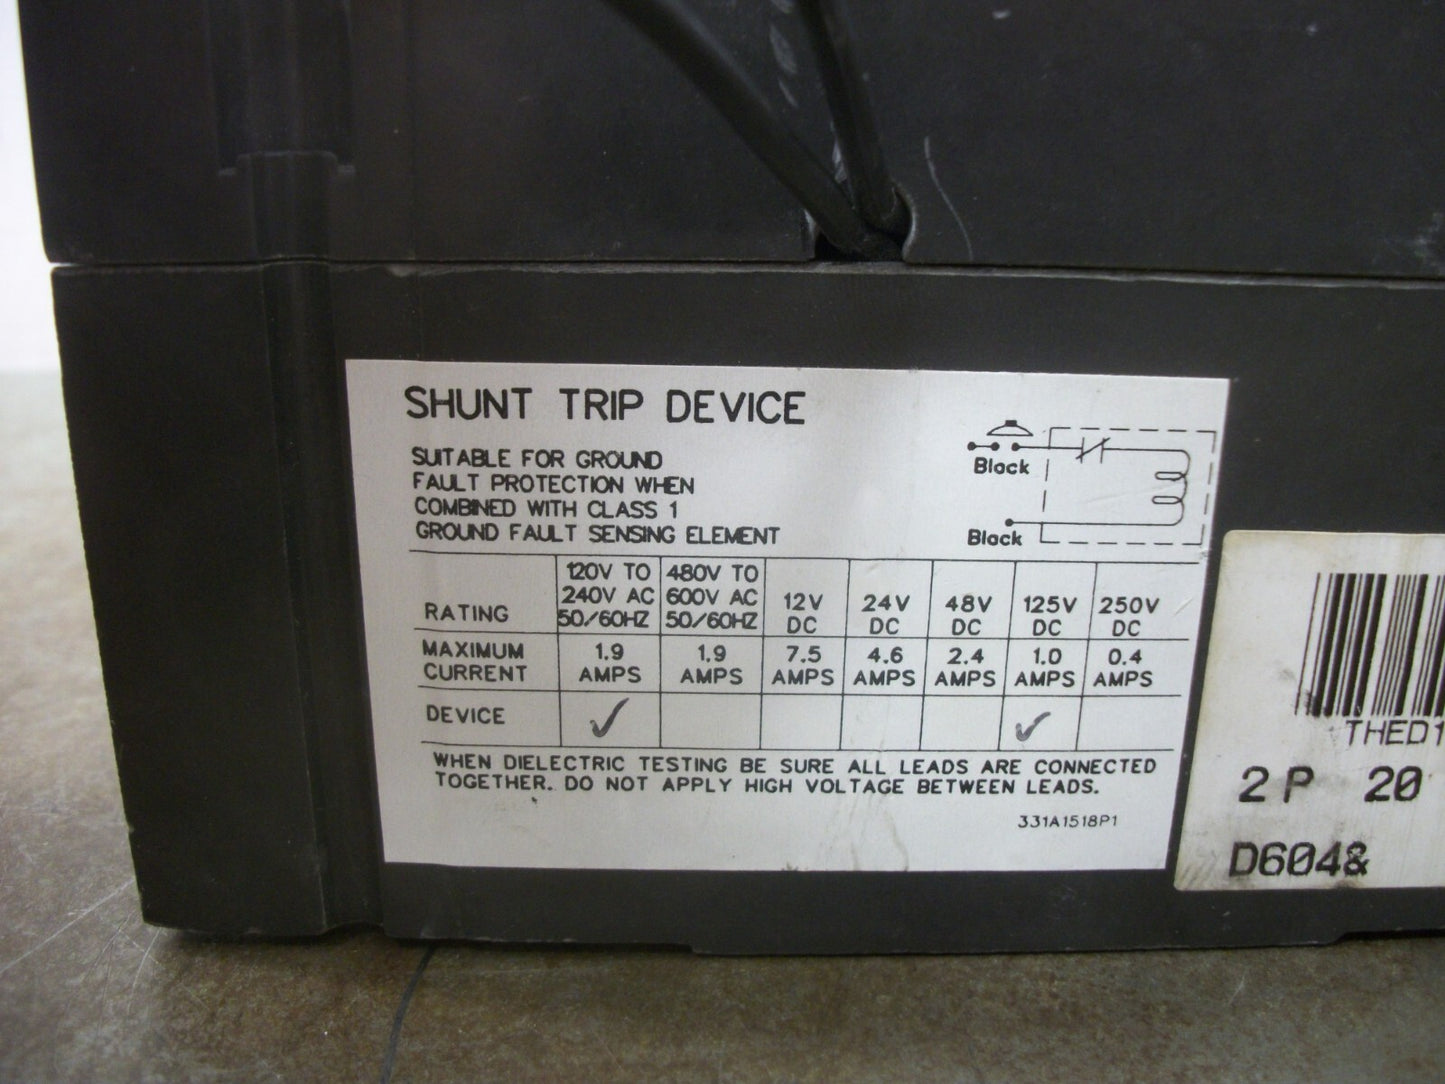 SHUNT TRIP DEVICE
SUITABLE FOR GROUND
FAULT PROTECTION WHEN
COMBINED WITH CLASS 1
GROUND FAULT SENSING ELEMENT
Black
Black
RATING
120V TO
240V AC
50/60HZ
480V TO
600V AC
50/60HZ
12V
DC
24V
DC
48V
DC
125V
DC
250V
DC
MAXIMUM
CURRENT
1.9
AMPS
1.9
AMPS
7.5
AMPS
4.6
AMPS
2.4
AMPS
1.0
AMPS
0.4
AMPS
DEVICE ✓ ✓
WHEN DIELECTRIC TESTING BE SURE ALL LEADS ARE CONNECTED
TOGETHER. DO NOT APPLY HIGH VOLTAGE BETWEEN LEADS.
331A1518P1
THED1
2P 20
D604&